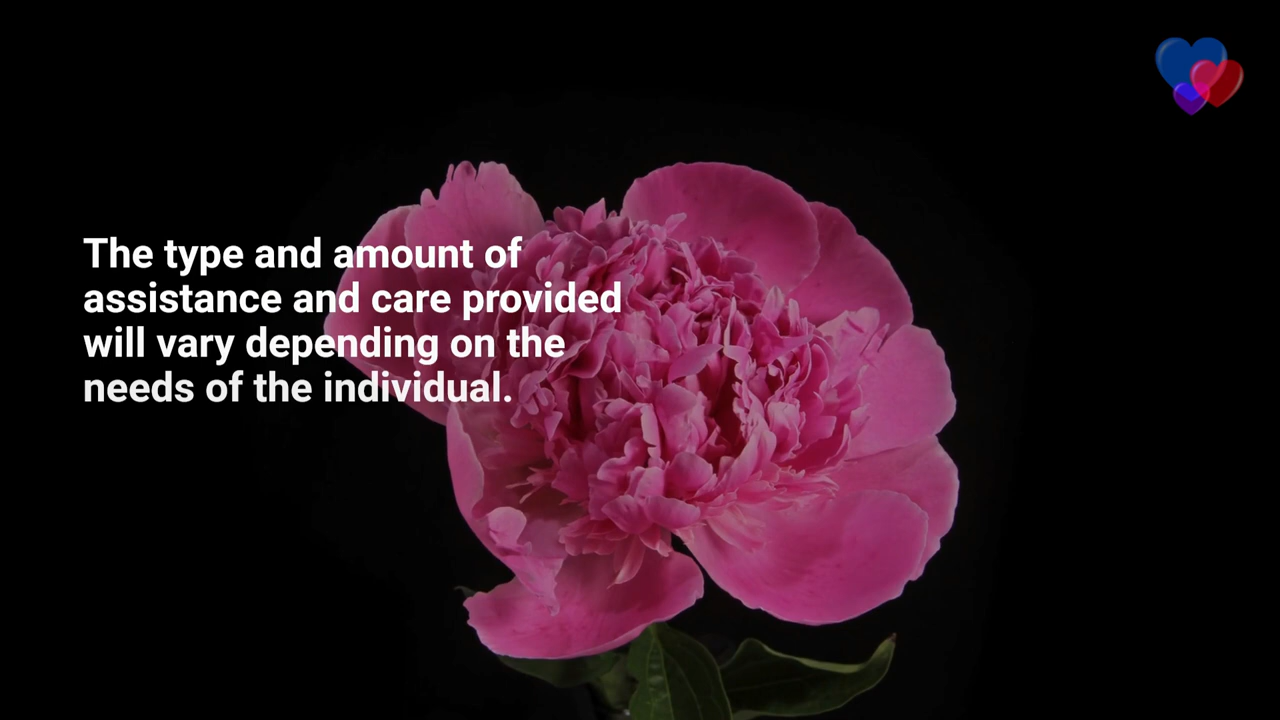 The type and amount of
assistance and care provided
will vary depending on the
needs of the individual.